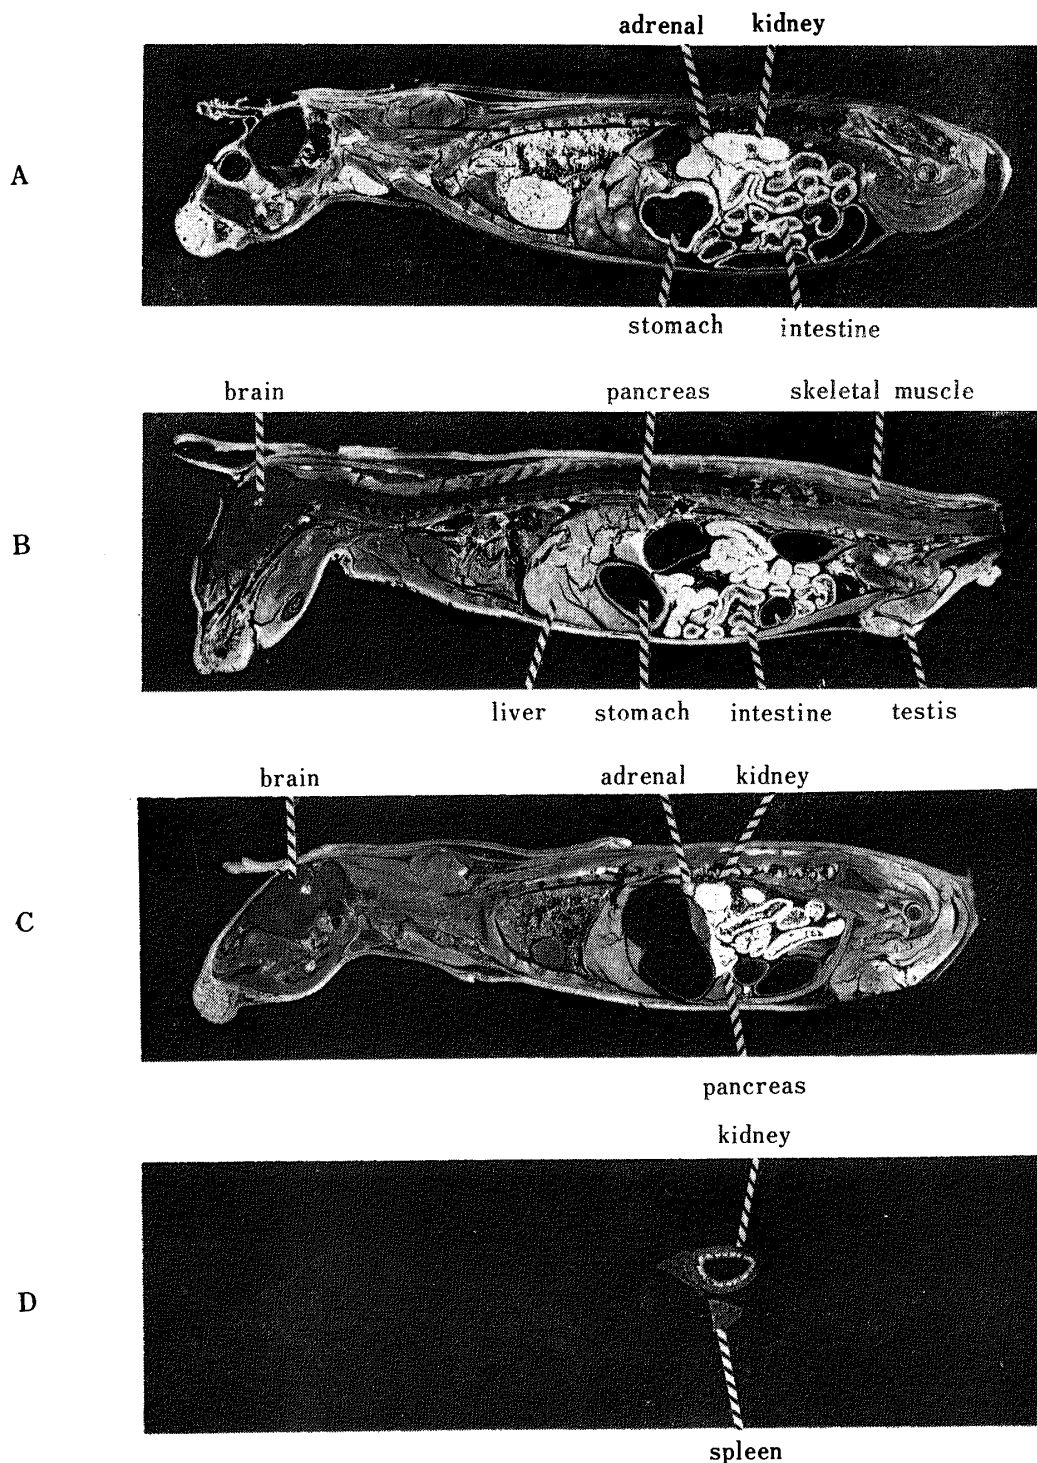 adrenal kidney
A
stomach intestine
brain pancreas skeletal muscle
B
liver stomach intestine testis
brain adrenal kidney
C
pancreas
kidney
D
spleen